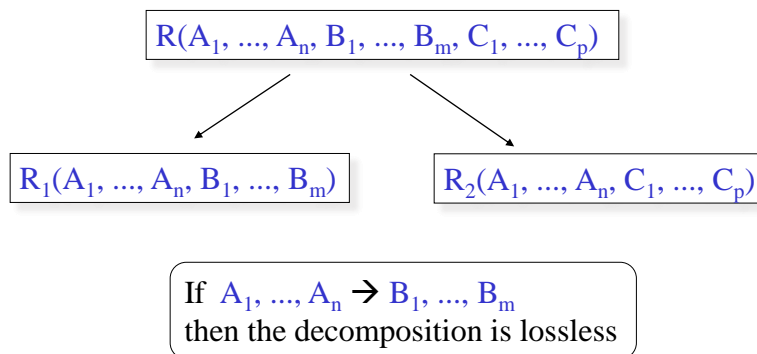 R(A₁, ..., Aₙ, B₁, ..., Bₘ, C₁, ..., Cₚ)
R₁(A₁, ..., Aₙ, B₁, ..., Bₘ)
R₂(A₁, ..., Aₙ, C₁, ..., Cₚ)
If A₁, ..., Aₙ → B₁, ..., Bₘ
then the decomposition is lossless